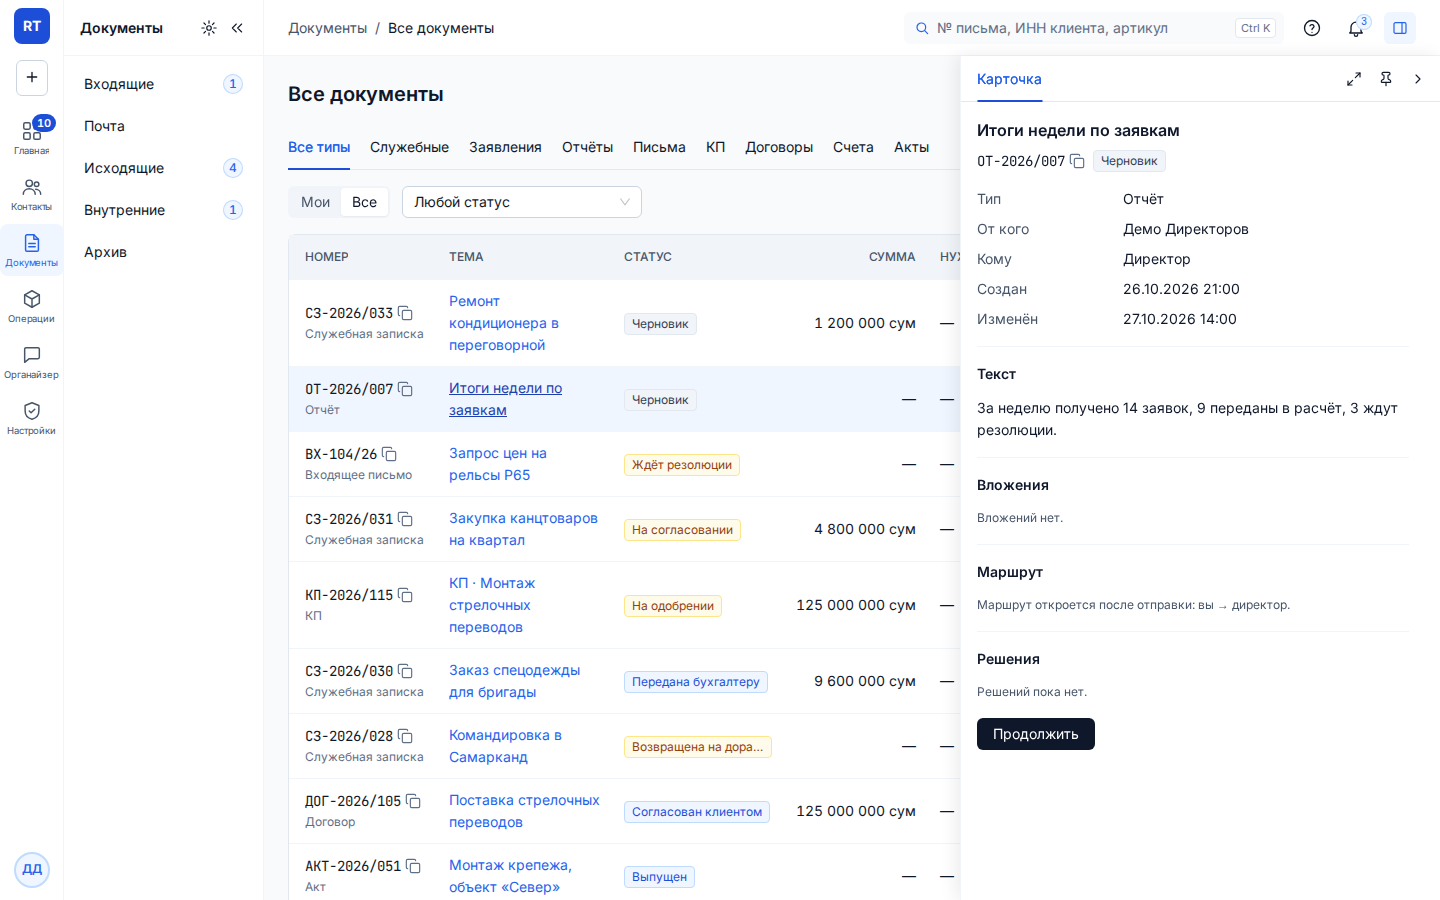 RT
Главная
10
Контакты
Документы
Операции
Органайзер
Настройки
ДД
Документы
Входящие 1
Почта
Исходящие 4
Внутренние 1
Архив
Документы / Все документы
№ письма, ИНН клиента, артикул Ctrl K
3
Все документы
Все типы Служебные Заявления Отчёты Письма КП Договоры Счета Акты
Мои Все Любой статус
НОМЕР ТЕМА СТАТУС СУММА
СЗ-2026/033
Служебная записка
Ремонт
кондиционера в
переговорной
Черновик
1 200 000 сум —
ОТ-2026/007
Отчёт
Итоги недели по
заявкам
Черновик
— —
ВХ-104/26
Входящее письмо
Запрос цен на
рельсы Р65
Ждёт резолюции
— —
СЗ-2026/031
Служебная записка
Закупка канцтоваров
на квартал
На согласовании
4 800 000 сум —
КП-2026/115
КП
КП · Монтаж
стрелочных
переводов
На одобрении
125 000 000 сум —
СЗ-2026/030
Служебная записка
Заказ спецодежды
для бригады
Передана бухгалтеру
9 600 000 сум —
СЗ-2026/028
Служебная записка
Командировка в
Самарканд
Возвращена на дора...
— —
ДОГ-2026/105
Договор
Поставка стрелочных
переводов
Согласован клиентом
125 000 000 сум —
АКТ-2026/051
Акт
Монтаж крепежа,
объект «Север»
Выпущен
— —
Карточка
Итоги недели по заявкам
ОТ-2026/007 Черновик
Тип Отчёт
От кого Демо Директоров
Кому Директор
Создан 26.10.2026 21:00
Изменён 27.10.2026 14:00
Текст
За неделю получено 14 заявок, 9 переданы в расчёт, 3 ждут
резолюции.
Вложения
Вложений нет.
Маршрут
Маршрут откроется после отправки: вы → директор.
Решения
Решений пока нет.
Продолжить